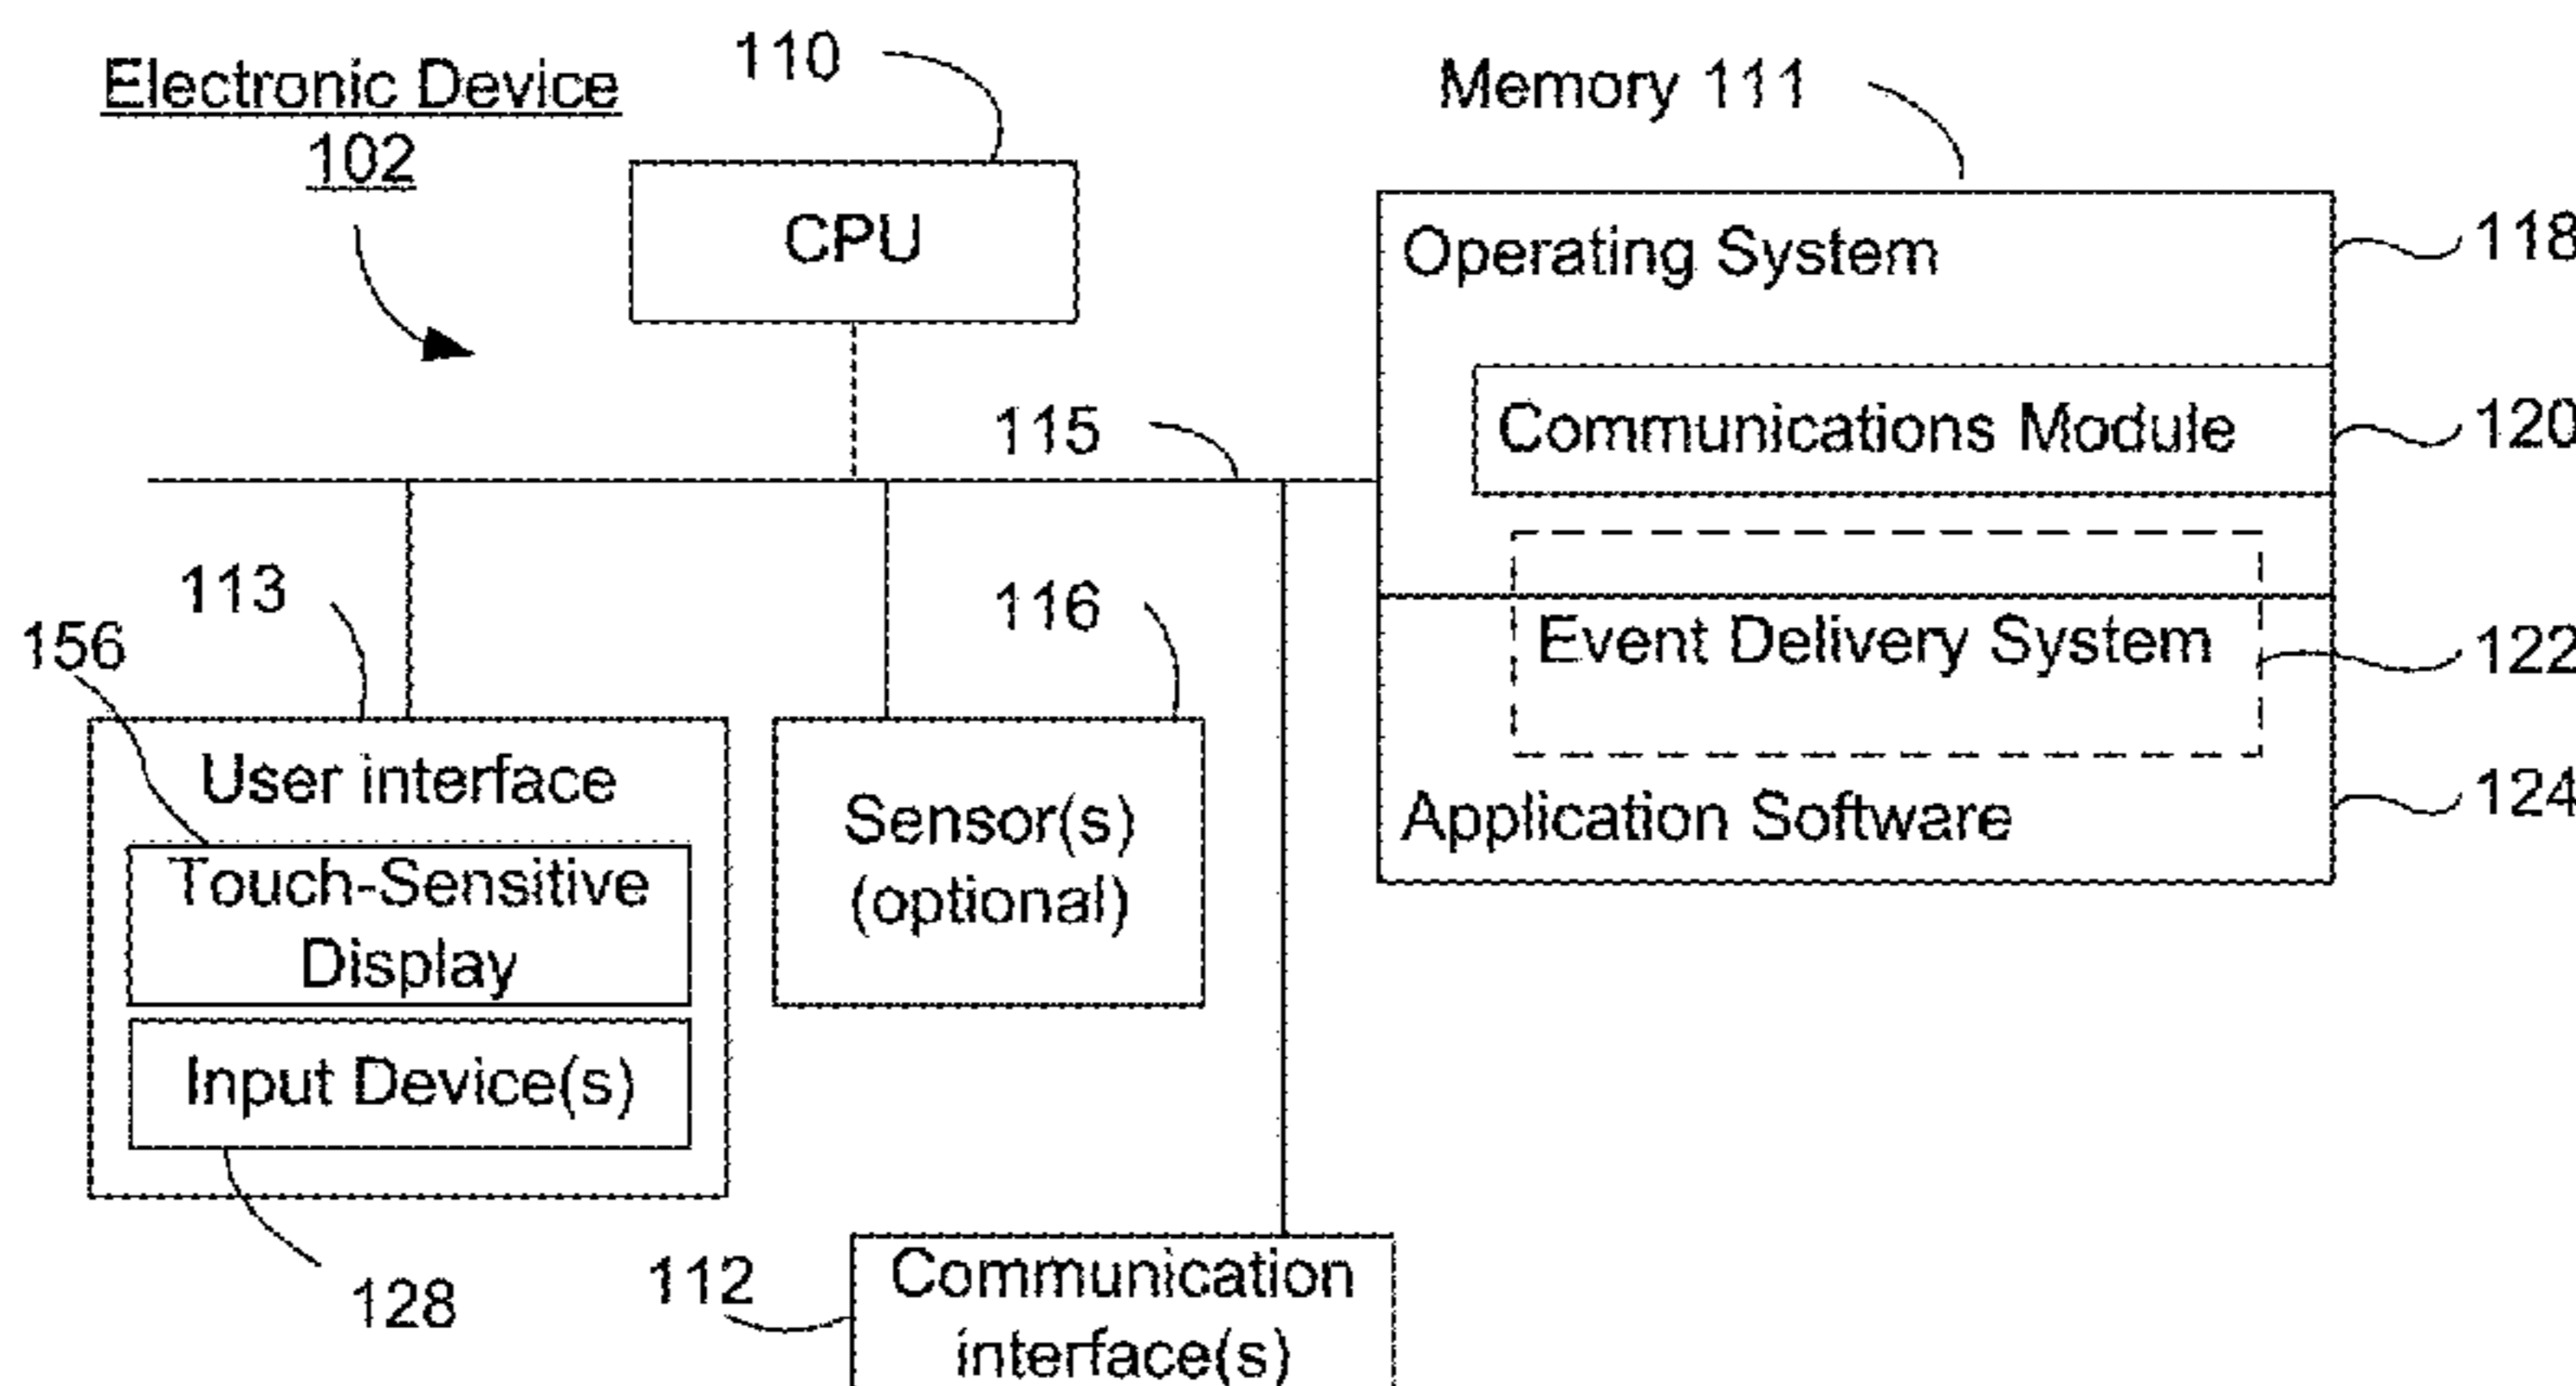 Electronic Device
102
110
CPU
Memory 111
Operating System
118
Communications Module
120
115
Event Delivery System
122
Application Software
124
113
156
User interface
Touch-Sensitive
Display
Input Device(s)
128
116
Sensor(s)
(optional)
112
Communication
interface(s)